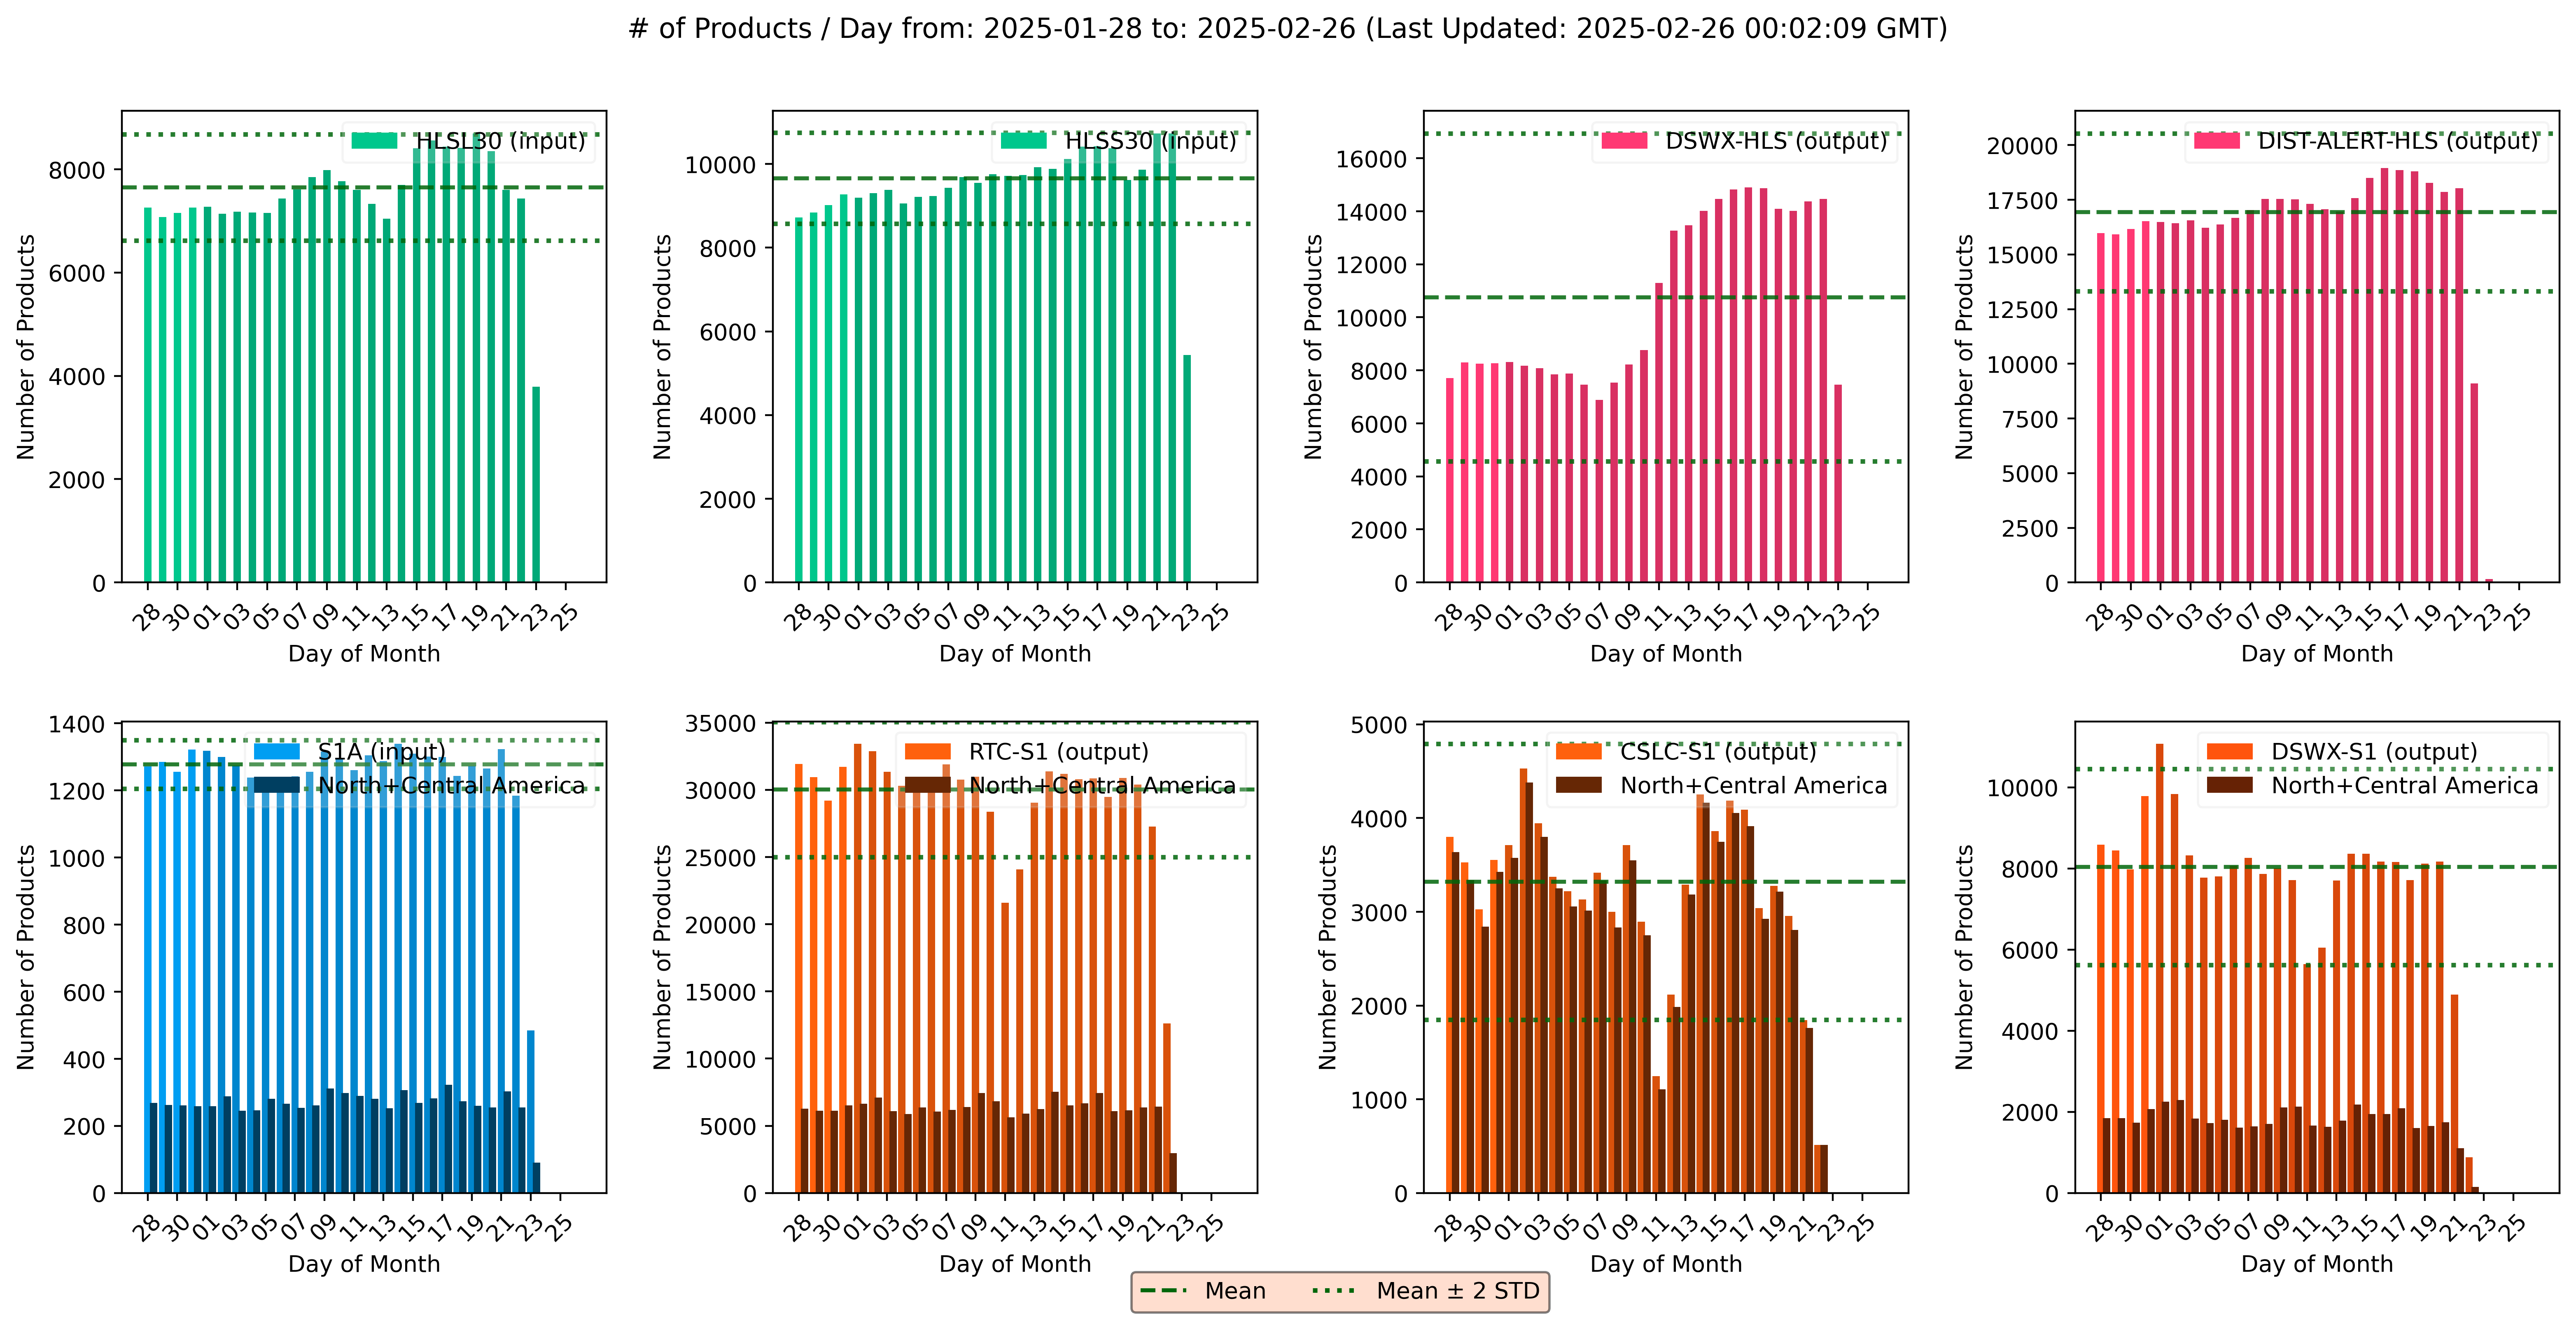 # of Products / Day from: 2025-01-28 to: 2025-02-26 (Last Updated: 2025-02-26 00:02:09 GMT)
HLSL30 (input)
Number of Products
8000
6000
4000
2000
0
28 30 01 03 05 07 09 11 13 15 17 19 21 23 25
Day of Month
HLSS30 (input)
Number of Products
10000
8000
6000
4000
2000
0
28 30 01 03 05 07 09 11 13 15 17 19 21 23 25
Day of Month
DSWX-HLS (output)
Number of Products
16000
14000
12000
10000
8000
6000
4000
2000
0
28 30 01 03 05 07 09 11 13 15 17 19 21 23 25
Day of Month
DIST-ALERT-HLS (output)
Number of Products
20000
17500
15000
12500
10000
7500
5000
2500
0
28 30 01 03 05 07 09 11 13 15 17 19 21 23 25
Day of Month
S1A (input)
North+Central America
Number of Products
1400
1200
1000
800
600
400
200
0
28 30 01 03 05 07 09 11 13 15 17 19 21 23 25
Day of Month
RTC-S1 (output)
North+Central America
Number of Products
35000
30000
25000
20000
15000
10000
5000
0
28 30 01 03 05 07 09 11 13 15 17 19 21 23 25
Day of Month
CSLC-S1 (output)
North+Central America
Number of Products
5000
4000
3000
2000
1000
0
28 30 01 03 05 07 09 11 13 15 17 19 21 23 25
Day of Month
DSWX-S1 (output)
North+Central America
Number of Products
10000
8000
6000
4000
2000
0
28 30 01 03 05 07 09 11 13 15 17 19 21 23 25
Day of Month
Mean
Mean ± 2 STD